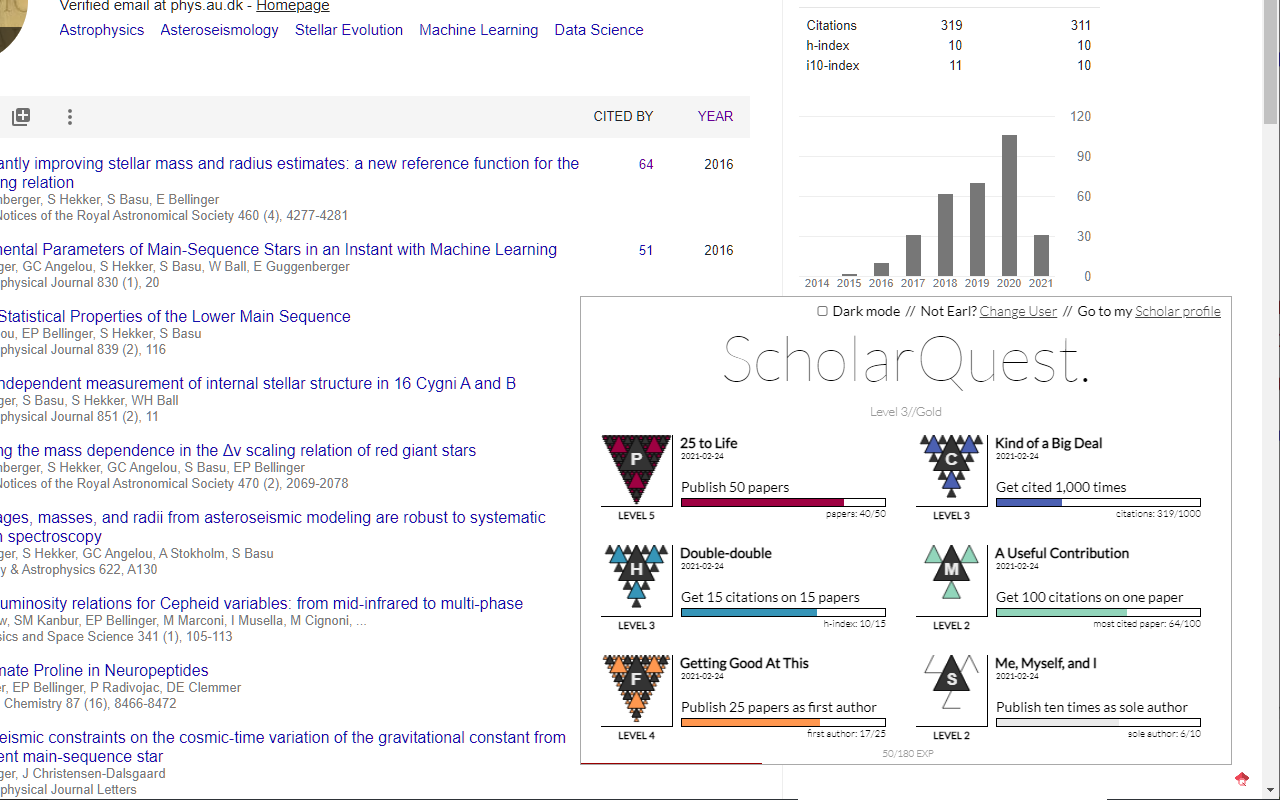 Verified email at phys.au.dk - Homepage
Astrophysics Asteroseismology Stellar Evolution Machine Learning Data Science
Citations 319 311
h-index 10 10
i10-index 11 10
CITED BY YEAR
antly improving stellar mass and radius estimates: a new reference function for the 64 2016
ng relation
nberger, S Hekker, S Basu, E Bellinger
Notices of the Royal Astronomical Society 460 (4), 4277-4281
nental Parameters of Main-Sequence Stars in an Instant with Machine Learning 51 2016
ger, GC Angelou, S Hekker, S Basu, W Ball, E Guggenberger
physical Journal 830 (1), 20
Statistical Properties of the Lower Main Sequence
ou, EP Bellinger, S Hekker, S Basu
physical Journal 839 (2), 116
ndependent measurement of internal stellar structure in 16 Cygni A and B
ger, S Basu, S Hekker, WH Ball
physical Journal 851 (2), 11
ng the mass dependence in the Δν scaling relation of red giant stars
nberger, S Hekker, GC Angelou, S Basu, EP Bellinger
Notices of the Royal Astronomical Society 470 (2), 2069-2078
ages, masses, and radii from asteroseismic modeling are robust to systematic
n spectroscopy
ger, S Hekker, GC Angelou, A Stokholm, S Basu
y & Astrophysics 622, A130
uminosity relations for Cepheid variables: from mid-infrared to multi-phase
w, SM Kanbur, EP Bellinger, M Marconi, I Musella, M Cignoni, ...
sics and Space Science 341 (1), 105-113
mate Proline in Neuropeptides
er, EP Bellinger, P Radivojac, DE Clemmer
Chemistry 87 (16), 8466-8472
eismic constraints on the cosmic-time variation of the gravitational constant from
ent main-sequence star
ger, J Christensen-Dalsgaard
physical Journal Letters
120
90
60
30
0
2014 2015 2016 2017 2018 2019 2020 2021
Dark mode // Not Earl? Change User // Go to my Scholar profile
ScholarQuest.
Level 3//Gold
P
LEVEL 5
25 to Life
2021-02-24
Publish 50 papers
papers: 40/50
C
LEVEL 3
Kind of a Big Deal
2021-02-24
Get cited 1,000 times
citations: 319/1000
H
LEVEL 3
Double-double
2021-02-24
Get 15 citations on 15 papers
h-index: 10/15
M
LEVEL 2
A Useful Contribution
2021-02-24
Get 100 citations on one paper
most cited paper: 64/100
F
LEVEL 4
Getting Good At This
2021-02-24
Publish 25 papers as first author
first author: 17/25
S
LEVEL 2
Me, Myself, and I
2021-02-24
Publish ten times as sole author
sole author: 6/10
50/180 EXP